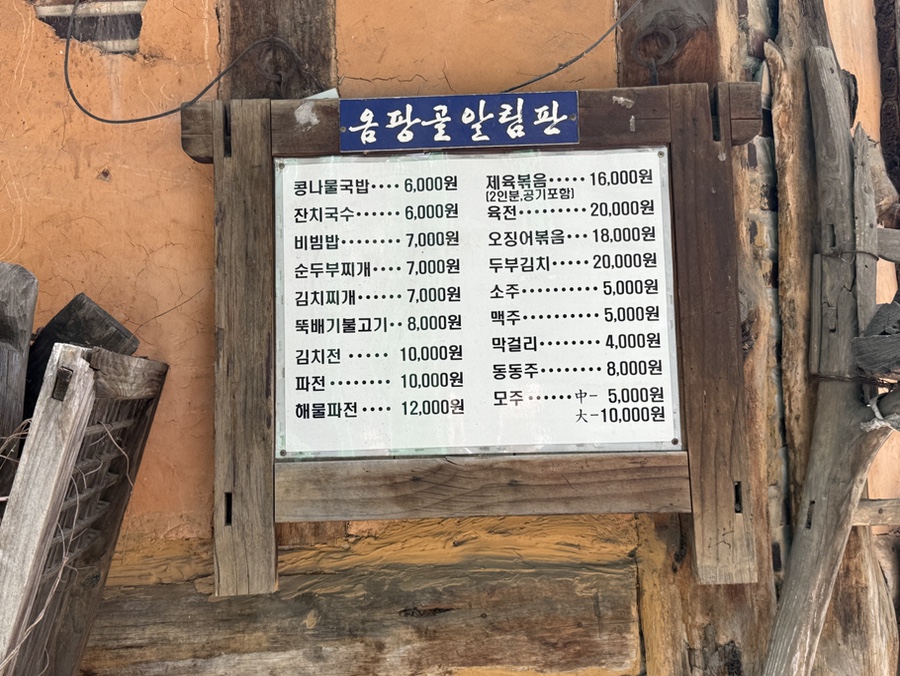 옴팡골알림판
콩나물국밥···· 6,000원
잔치국수······ 6,000원
비빔밥········ 7,000원
순두부찌개···· 7,000원
김치찌개······ 7,000원
뚝배기불고기·· 8,000원
김치전 ····· 10,000원
파전········ 10,000원
해물파전···· 12,000원
제육볶음····· 16,000원
(2인분,공기포함)
육전········· 20,000원
오징어볶음··· 18,000원
두부김치····· 20,000원
소주·········· 5,000원
맥주·········· 5,000원
막걸리········ 4,000원
동동주········ 8,000원
모주 ······中- 5,000원
大-10,000원